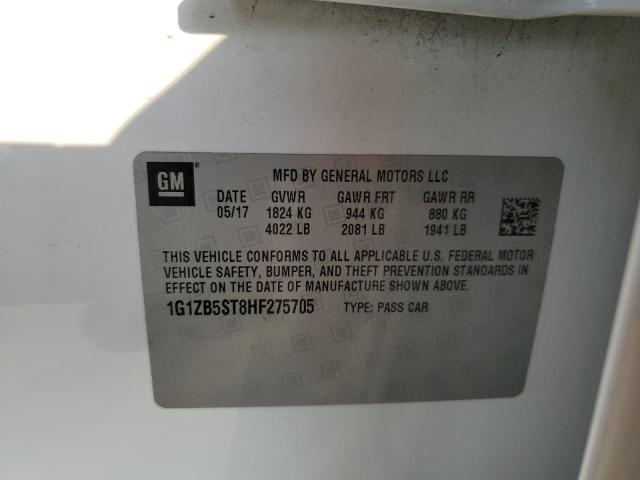 GM
MFD BY GENERAL MOTORS LLC
DATE GVWR GAWR FRT GAWR RR
05/17 1824 KG 944 KG 880 KG
4022 LB 2081 LB 1941 LB
THIS VEHICLE CONFORMS TO ALL APPLICABLE U.S. FEDERAL MOTOR
VEHICLE SAFETY, BUMPER, AND THEFT PREVENTION STANDARDS IN
EFFECT ON THE DATE OF MANUFACTURE SHOWN ABOVE.
1G1ZB5ST8HF275705 TYPE: PASS CAR